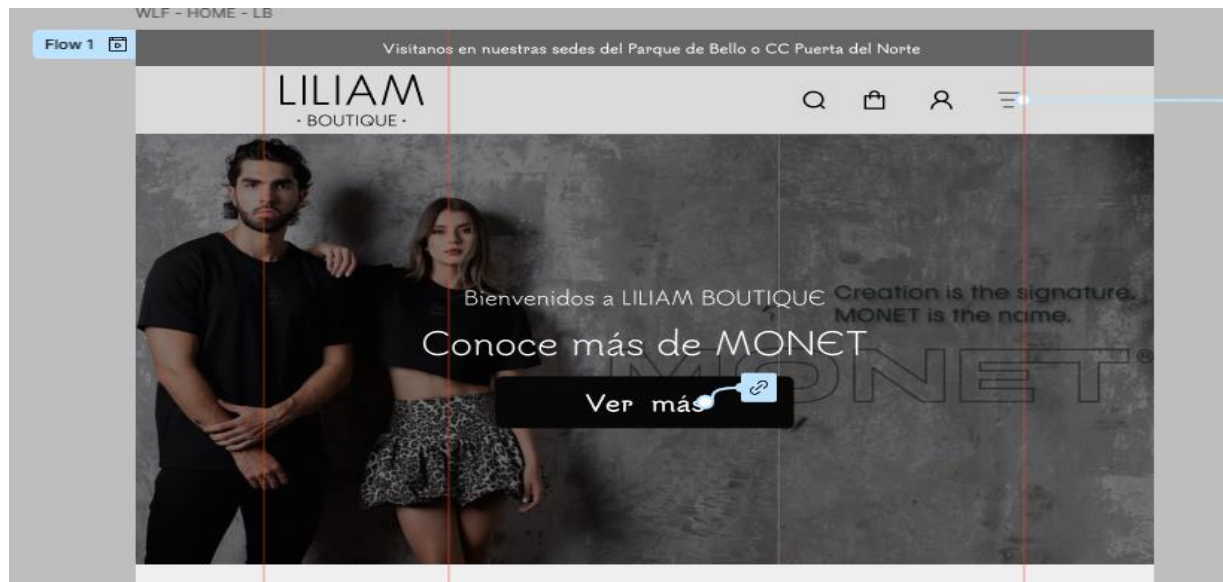 WLF - HOME - LB
Flow 1
Visítanos en nuestras sedes del Parque de Bello o CC Puerta del Norte
LILIAM
· BOUTIQUE ·
Bienvenidos a LILIAM BOUTIQUE
Creation is the signature.
MONET is the name.
Conoce más de MONET
MONET®
Ver más